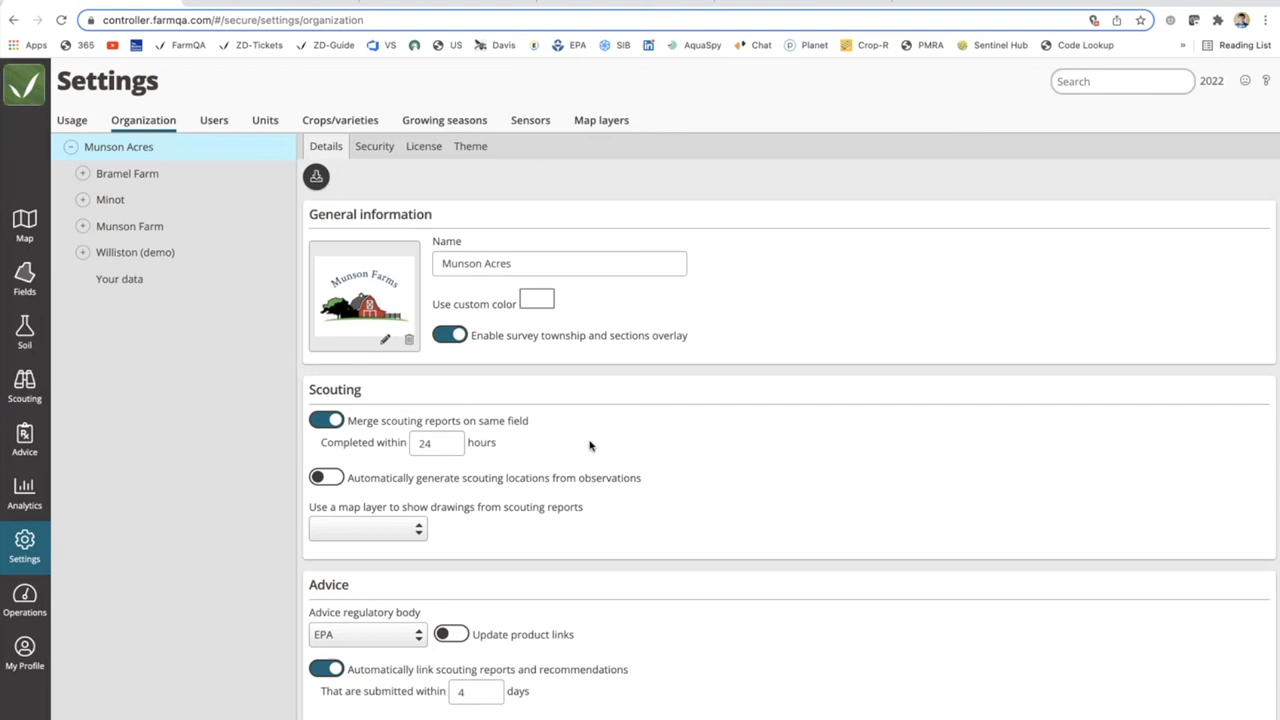 controller.farmqa.com/#/secure/settings/organization
Apps 365 FarmQA ZD-Tickets ZD-Guide VS US Davis EPA SIB AquaSpy Chat Planet Crop-R PMRA Sentinel Hub Code Lookup » Reading List
Settings
Search
2022
Usage Organization Users Units Crops/varieties Growing seasons Sensors Map layers
Munson Acres
Bramel Farm
Minot
Munson Farm
Williston (demo)
Your data
Map
Fields
Soil
Scouting
Advice
Analytics
Settings
Operations
My Profile
Details Security License Theme
General information
Munson Farms
Name
Munson Acres
Use custom color
Enable survey township and sections overlay
Scouting
Merge scouting reports on same field
Completed within 24 hours
Automatically generate scouting locations from observations
Use a map layer to show drawings from scouting reports
Advice
Advice regulatory body
EPA Update product links
Automatically link scouting reports and recommendations
That are submitted within 4 days